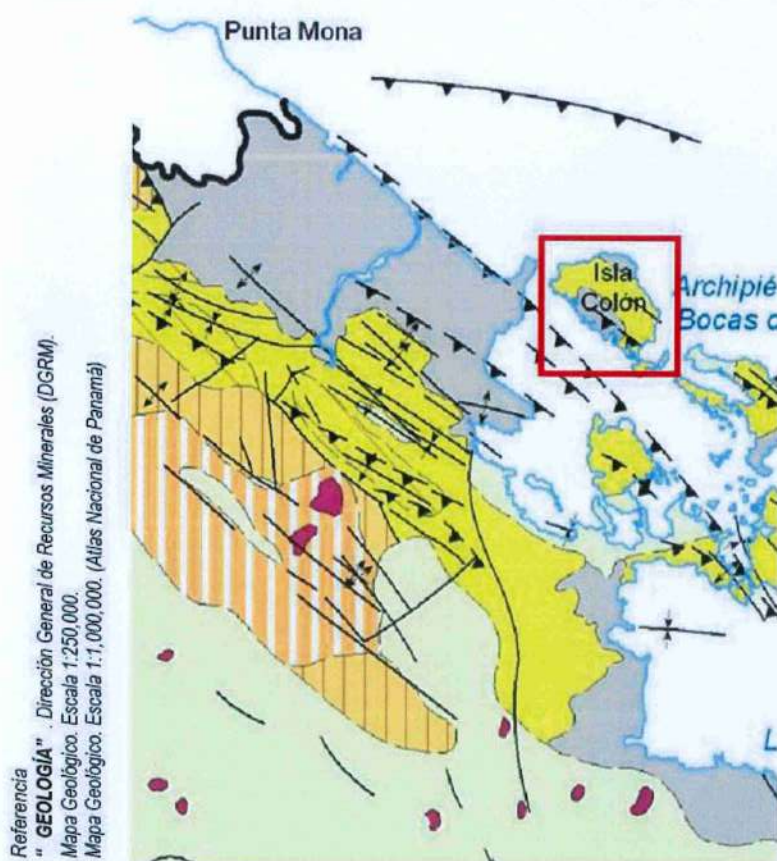 Punta Mona
Isla
Colón
Archipié
Bocas d
L
Referencia
" GEOLOGÍA" . Dirección General de Recursos Minerales (DGRM).
Mapa Geológico. Escala 1:250,000.
Mapa Geológico. Escala 1:1,000,000. (Atlas Nacional de Panamá)